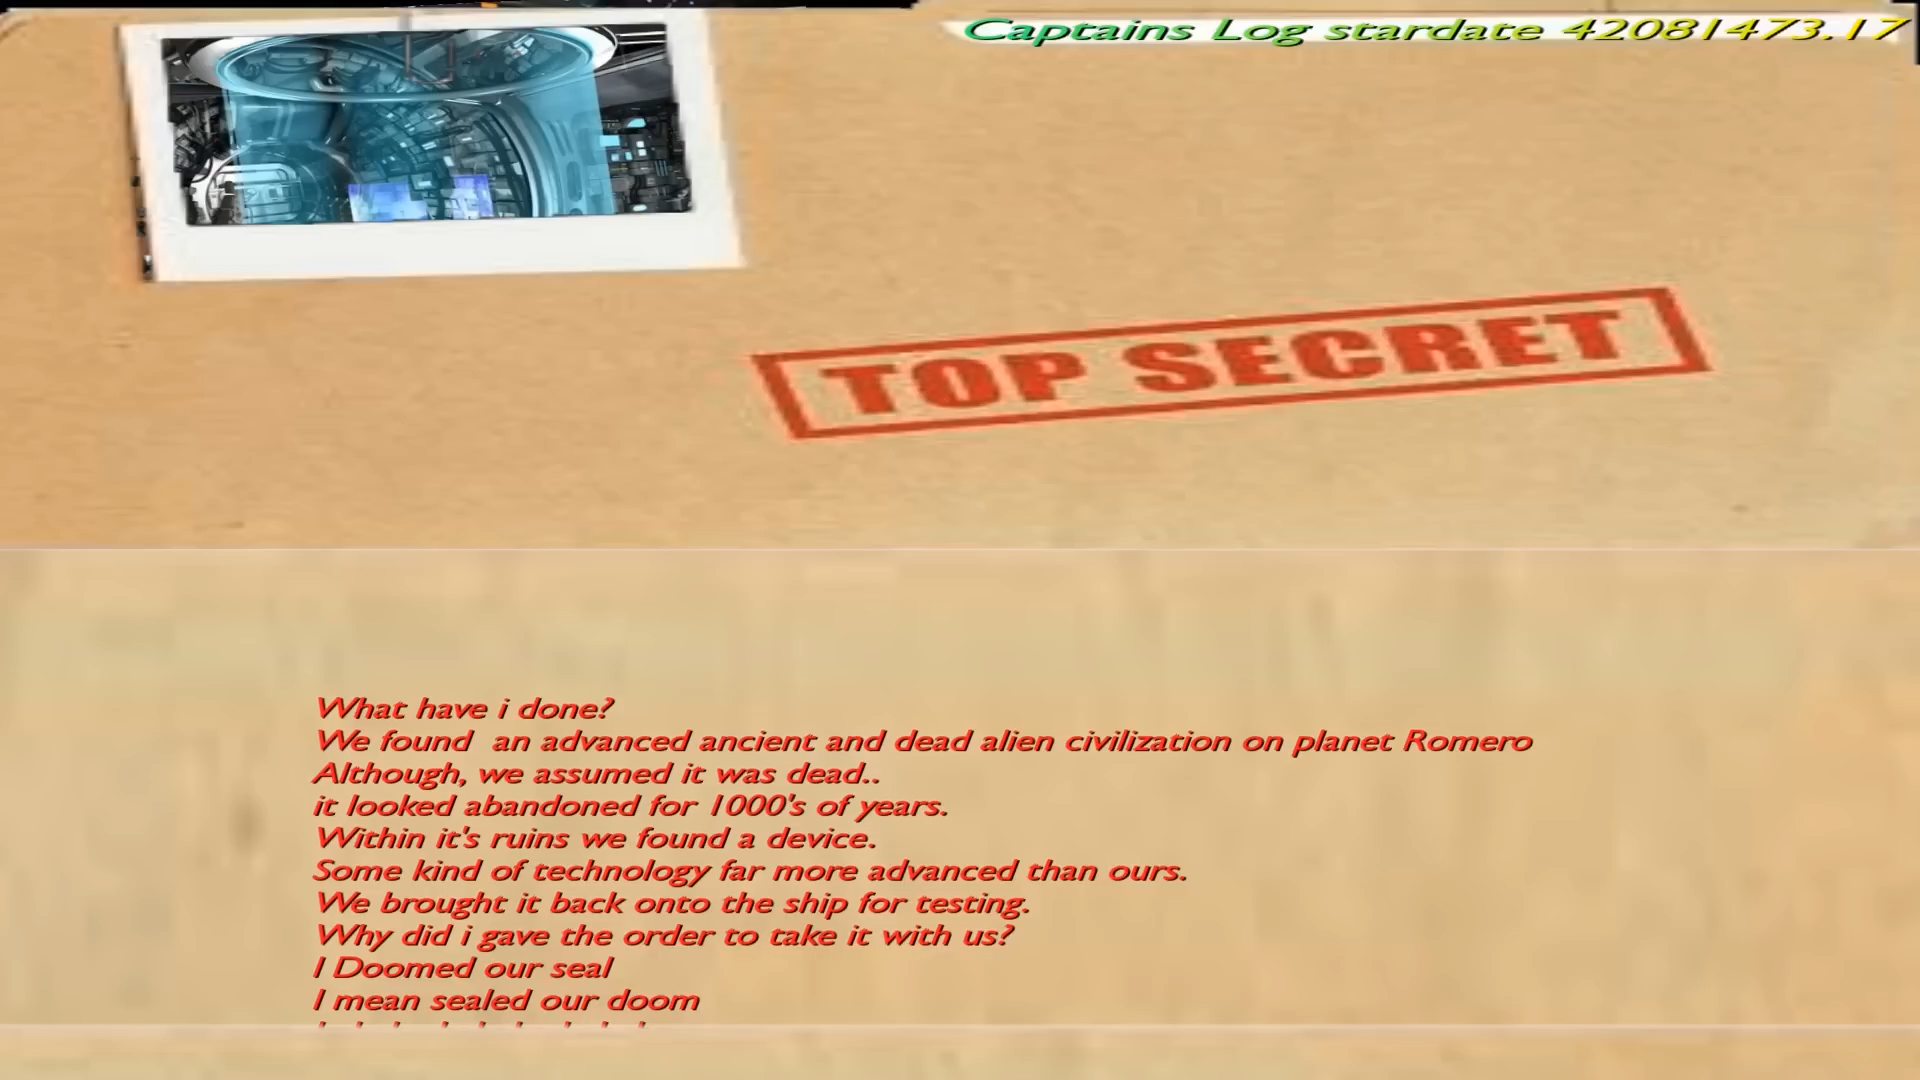 Captains Log stardate 42081473.17
TOP SECRET
What have i done?
We found  an advanced ancient and dead alien civilization on planet Romero
Although, we assumed it was dead..
it looked abandoned for 1000's of years.
Within it's ruins we found a device.
Some kind of technology far more advanced than ours.
We brought it back onto the ship for testing.
Why did i gave the order to take it with us?
I Doomed our seal
I mean sealed our doom